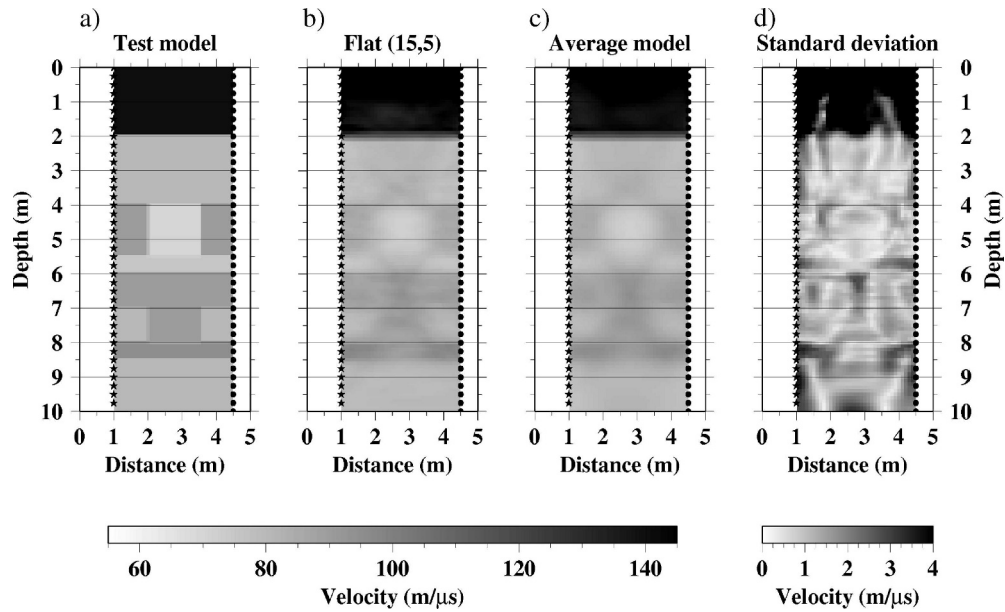 a) b) c) d)
Test model Flat (15,5) Average model Standard deviation
0 0
1 1
2 2
3 3
4 4
5 5
6 6
7 7
8 8
9 9
10 10
Depth (m) Depth (m)
0 1 2 3 4 5 0 1 2 3 4 5 0 1 2 3 4 5 0 1 2 3 4 5
Distance (m) Distance (m) Distance (m) Distance (m)
60 80 100 120 140 0 1 2 3 4
Velocity (m/μs) Velocity (m/μs)